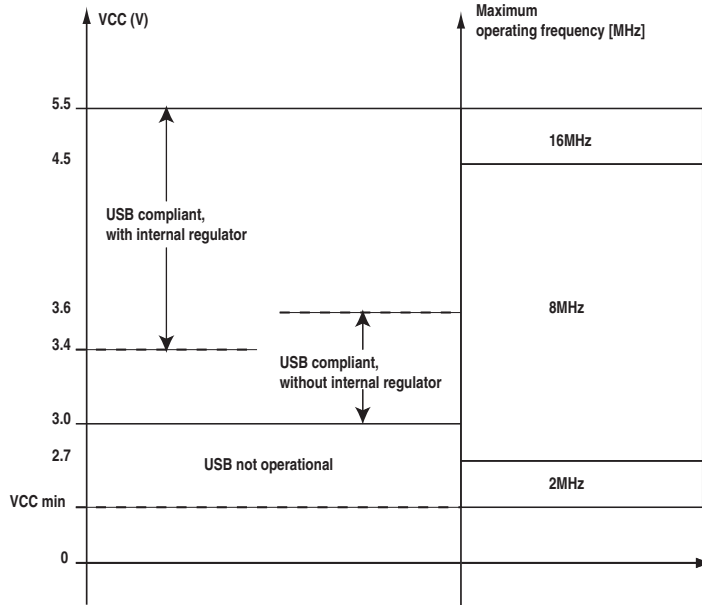 VCC (V)
Maximum
operating frequency [MHz]
5.5
16MHz
4.5
USB compliant,
with internal regulator
3.6
8MHz
3.4
USB compliant,
without internal regulator
3.0
2.7
USB not operational
2MHz
VCC min
0